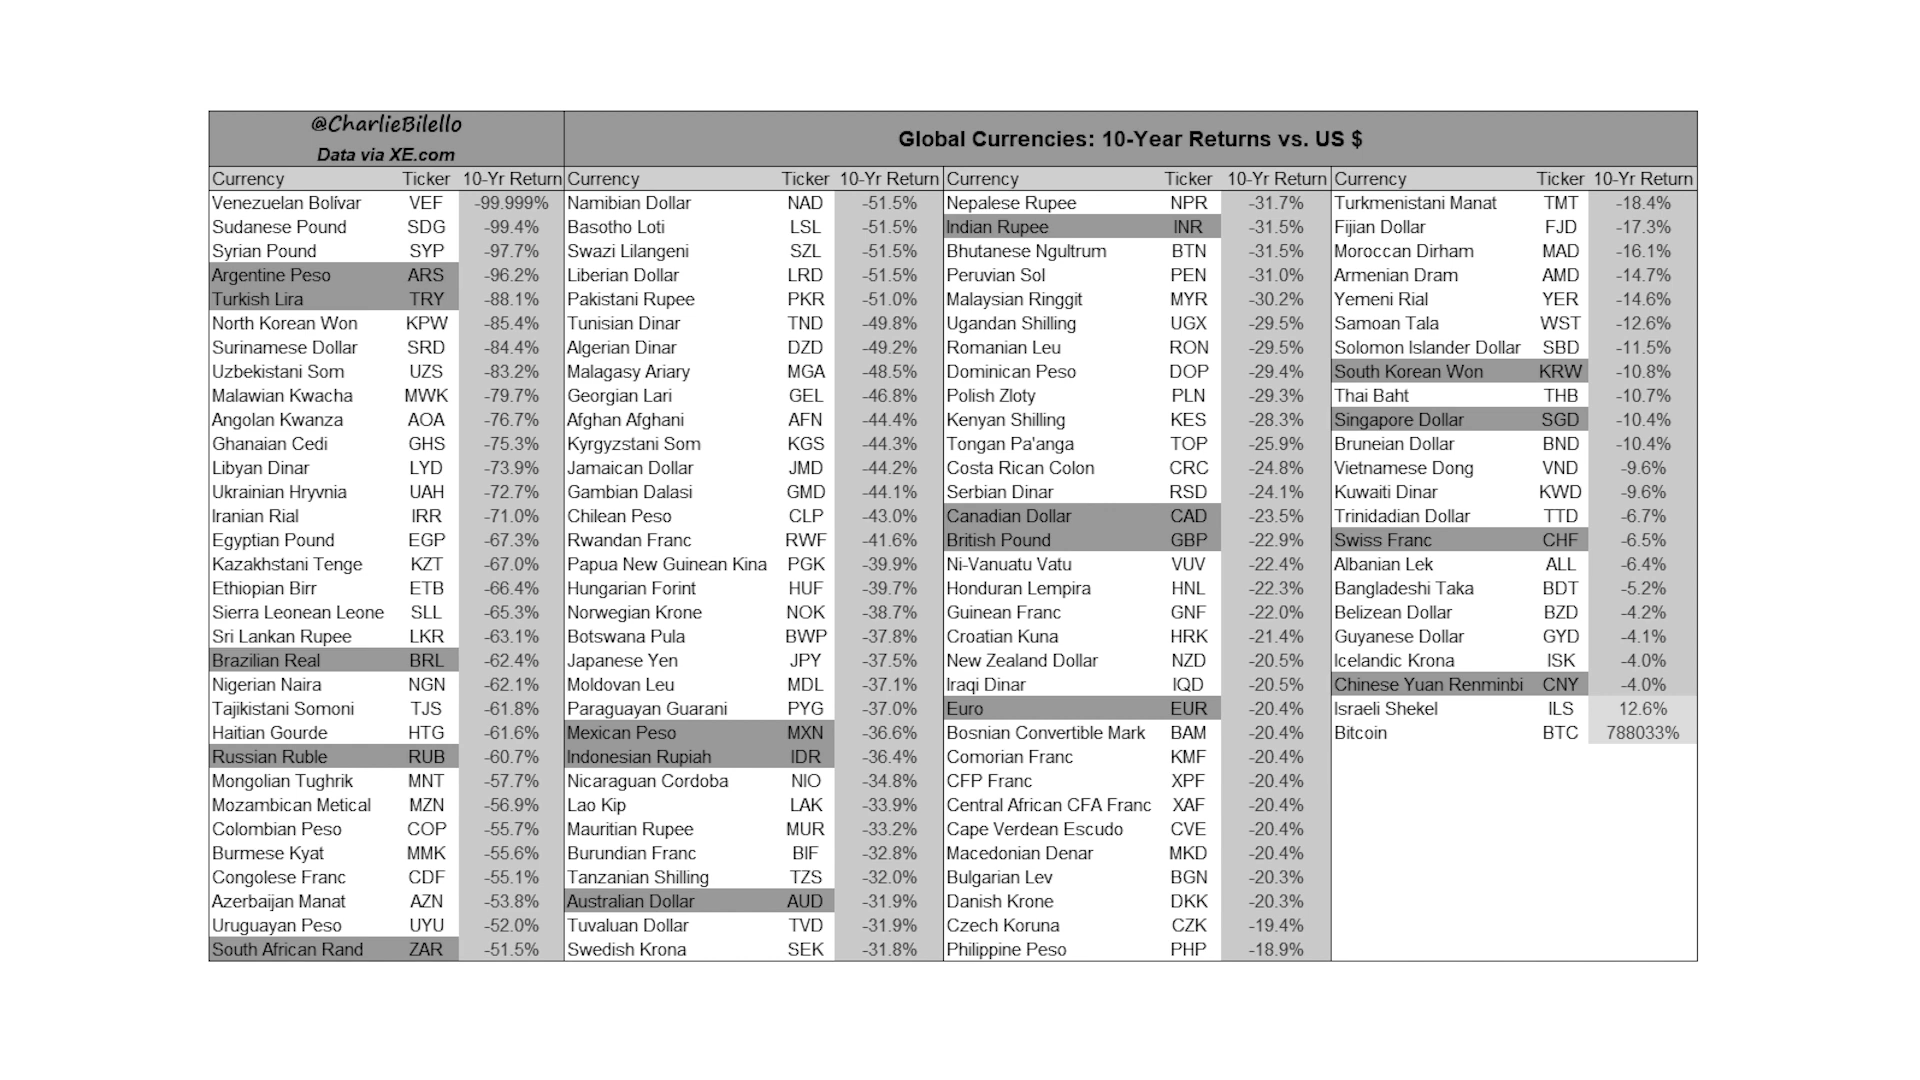 @CharlieBilello
Data via XE.com
Global Currencies: 10-Year Returns vs. US $
Currency Ticker 10-Yr Return Currency Ticker 10-Yr Return Currency Ticker 10-Yr Return Currency Ticker 10-Yr Return
Venezuelan Bolívar VEF -99.999% Namibian Dollar NAD -51.5% Nepalese Rupee NPR -31.7% Turkmenistani Manat TMT -18.4%
Sudanese Pound SDG -99.4% Basotho Loti LSL -51.5% Indian Rupee INR -31.5% Fijian Dollar FJD -17.3%
Syrian Pound SYP -97.7% Swazi Lilangeni SZL -51.5% Bhutanese Ngultrum BTN -31.5% Moroccan Dirham MAD -16.1%
Argentine Peso ARS -96.2% Liberian Dollar LRD -51.5% Peruvian Sol PEN -31.0% Armenian Dram AMD -14.7%
Turkish Lira TRY -88.1% Pakistani Rupee PKR -51.0% Malaysian Ringgit MYR -30.2% Yemeni Rial YER -14.6%
North Korean Won KPW -85.4% Tunisian Dinar TND -49.8% Ugandan Shilling UGX -29.5% Samoan Tala WST -12.6%
Surinamese Dollar SRD -84.4% Algerian Dinar DZD -49.2% Romanian Leu RON -29.5% Solomon Islander Dollar SBD -11.5%
Uzbekistani Som UZS -83.2% Malagasy Ariary MGA -48.5% Dominican Peso DOP -29.4% South Korean Won KRW -10.8%
Malawian Kwacha MWK -79.7% Georgian Lari GEL -46.8% Polish Zloty PLN -29.3% Thai Baht THB -10.7%
Angolan Kwanza AOA -76.7% Afghan Afghani AFN -44.4% Kenyan Shilling KES -28.3% Singapore Dollar SGD -10.4%
Ghanaian Cedi GHS -75.3% Kyrgyzstani Som KGS -44.3% Tongan Pa'anga TOP -25.9% Bruneian Dollar BND -10.4%
Libyan Dinar LYD -73.9% Jamaican Dollar JMD -44.2% Costa Rican Colon CRC -24.8% Vietnamese Dong VND -9.6%
Ukrainian Hryvnia UAH -72.7% Gambian Dalasi GMD -44.1% Serbian Dinar RSD -24.1% Kuwaiti Dinar KWD -9.6%
Iranian Rial IRR -71.0% Chilean Peso CLP -43.0% Canadian Dollar CAD -23.5% Trinidadian Dollar TTD -6.7%
Egyptian Pound EGP -67.3% Rwandan Franc RWF -41.6% British Pound GBP -22.9% Swiss Franc CHF -6.5%
Kazakhstani Tenge KZT -67.0% Papua New Guinean Kina PGK -39.9% Ni-Vanuatu Vatu VUV -22.4% Albanian Lek ALL -6.4%
Ethiopian Birr ETB -66.4% Hungarian Forint HUF -39.7% Honduran Lempira HNL -22.3% Bangladeshi Taka BDT -5.2%
Sierra Leonean Leone SLL -65.3% Norwegian Krone NOK -38.7% Guinean Franc GNF -22.0% Belizean Dollar BZD -4.2%
Sri Lankan Rupee LKR -63.1% Botswana Pula BWP -37.8% Croatian Kuna HRK -21.4% Guyanese Dollar GYD -4.1%
Brazilian Real BRL -62.4% Japanese Yen JPY -37.5% New Zealand Dollar NZD -20.5% Icelandic Krona ISK -4.0%
Nigerian Naira NGN -62.1% Moldovan Leu MDL -37.1% Iraqi Dinar IQD -20.5% Chinese Yuan Renminbi CNY -4.0%
Tajikistani Somoni TJS -61.8% Paraguayan Guarani PYG -37.0% Euro EUR -20.4% Israeli Shekel ILS 12.6%
Haitian Gourde HTG -61.6% Mexican Peso MXN -36.6% Bosnian Convertible Mark BAM -20.4% Bitcoin BTC 788033%
Russian Ruble RUB -60.7% Indonesian Rupiah IDR -36.4% Comorian Franc KMF -20.4%
Mongolian Tughrik MNT -57.7% Nicaraguan Cordoba NIO -34.8% CFP Franc XPF -20.4%
Mozambican Metical MZN -56.9% Lao Kip LAK -33.9% Central African CFA Franc XAF -20.4%
Colombian Peso COP -55.7% Mauritian Rupee MUR -33.2% Cape Verdean Escudo CVE -20.4%
Burmese Kyat MMK -55.6% Burundian Franc BIF -32.8% Macedonian Denar MKD -20.4%
Congolese Franc CDF -55.1% Tanzanian Shilling TZS -32.0% Bulgarian Lev BGN -20.3%
Azerbaijan Manat AZN -53.8% Australian Dollar AUD -31.9% Danish Krone DKK -20.3%
Uruguayan Peso UYU -52.0% Tuvaluan Dollar TVD -31.9% Czech Koruna CZK -19.4%
South African Rand ZAR -51.5% Swedish Krona SEK -31.8% Philippine Peso PHP -18.9%